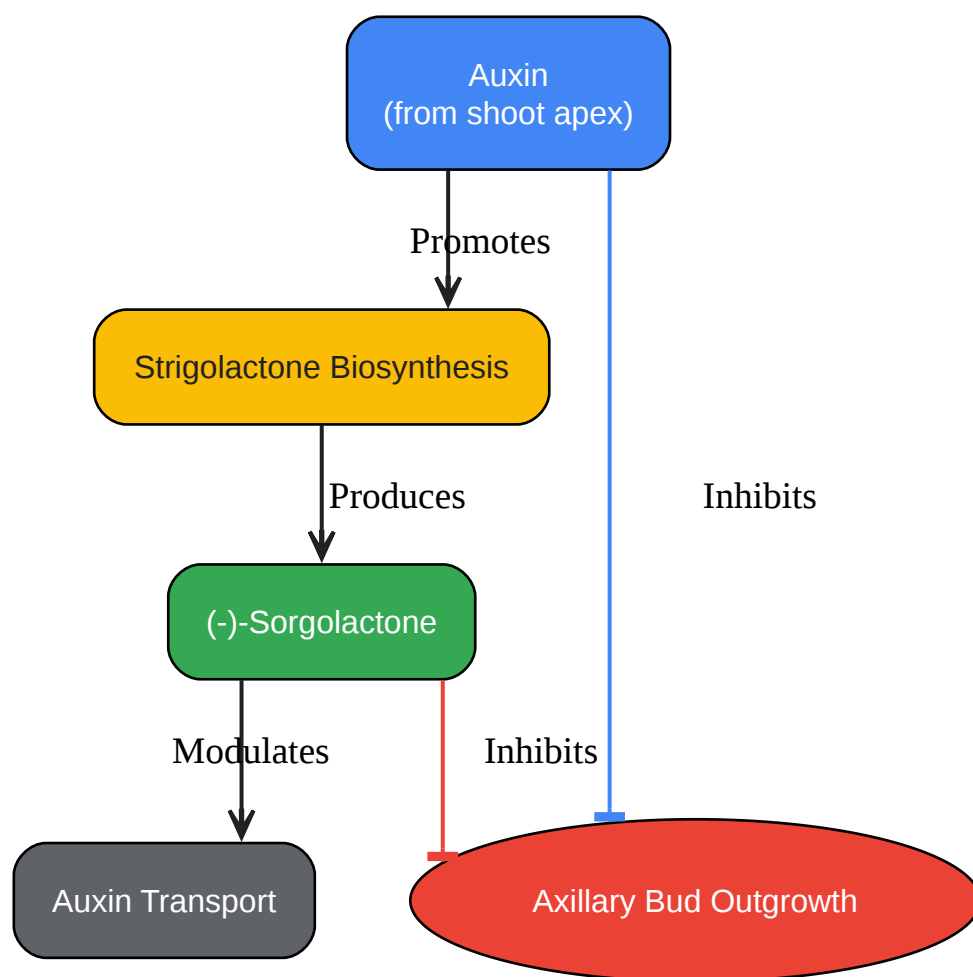 Auxin
(from shoot apex)
Promotes
Strigolactone Biosynthesis
Produces
Inhibits
(-)-Sorgolactone
Modulates
Inhibits
Auxin Transport
Axillary Bud Outgrowth